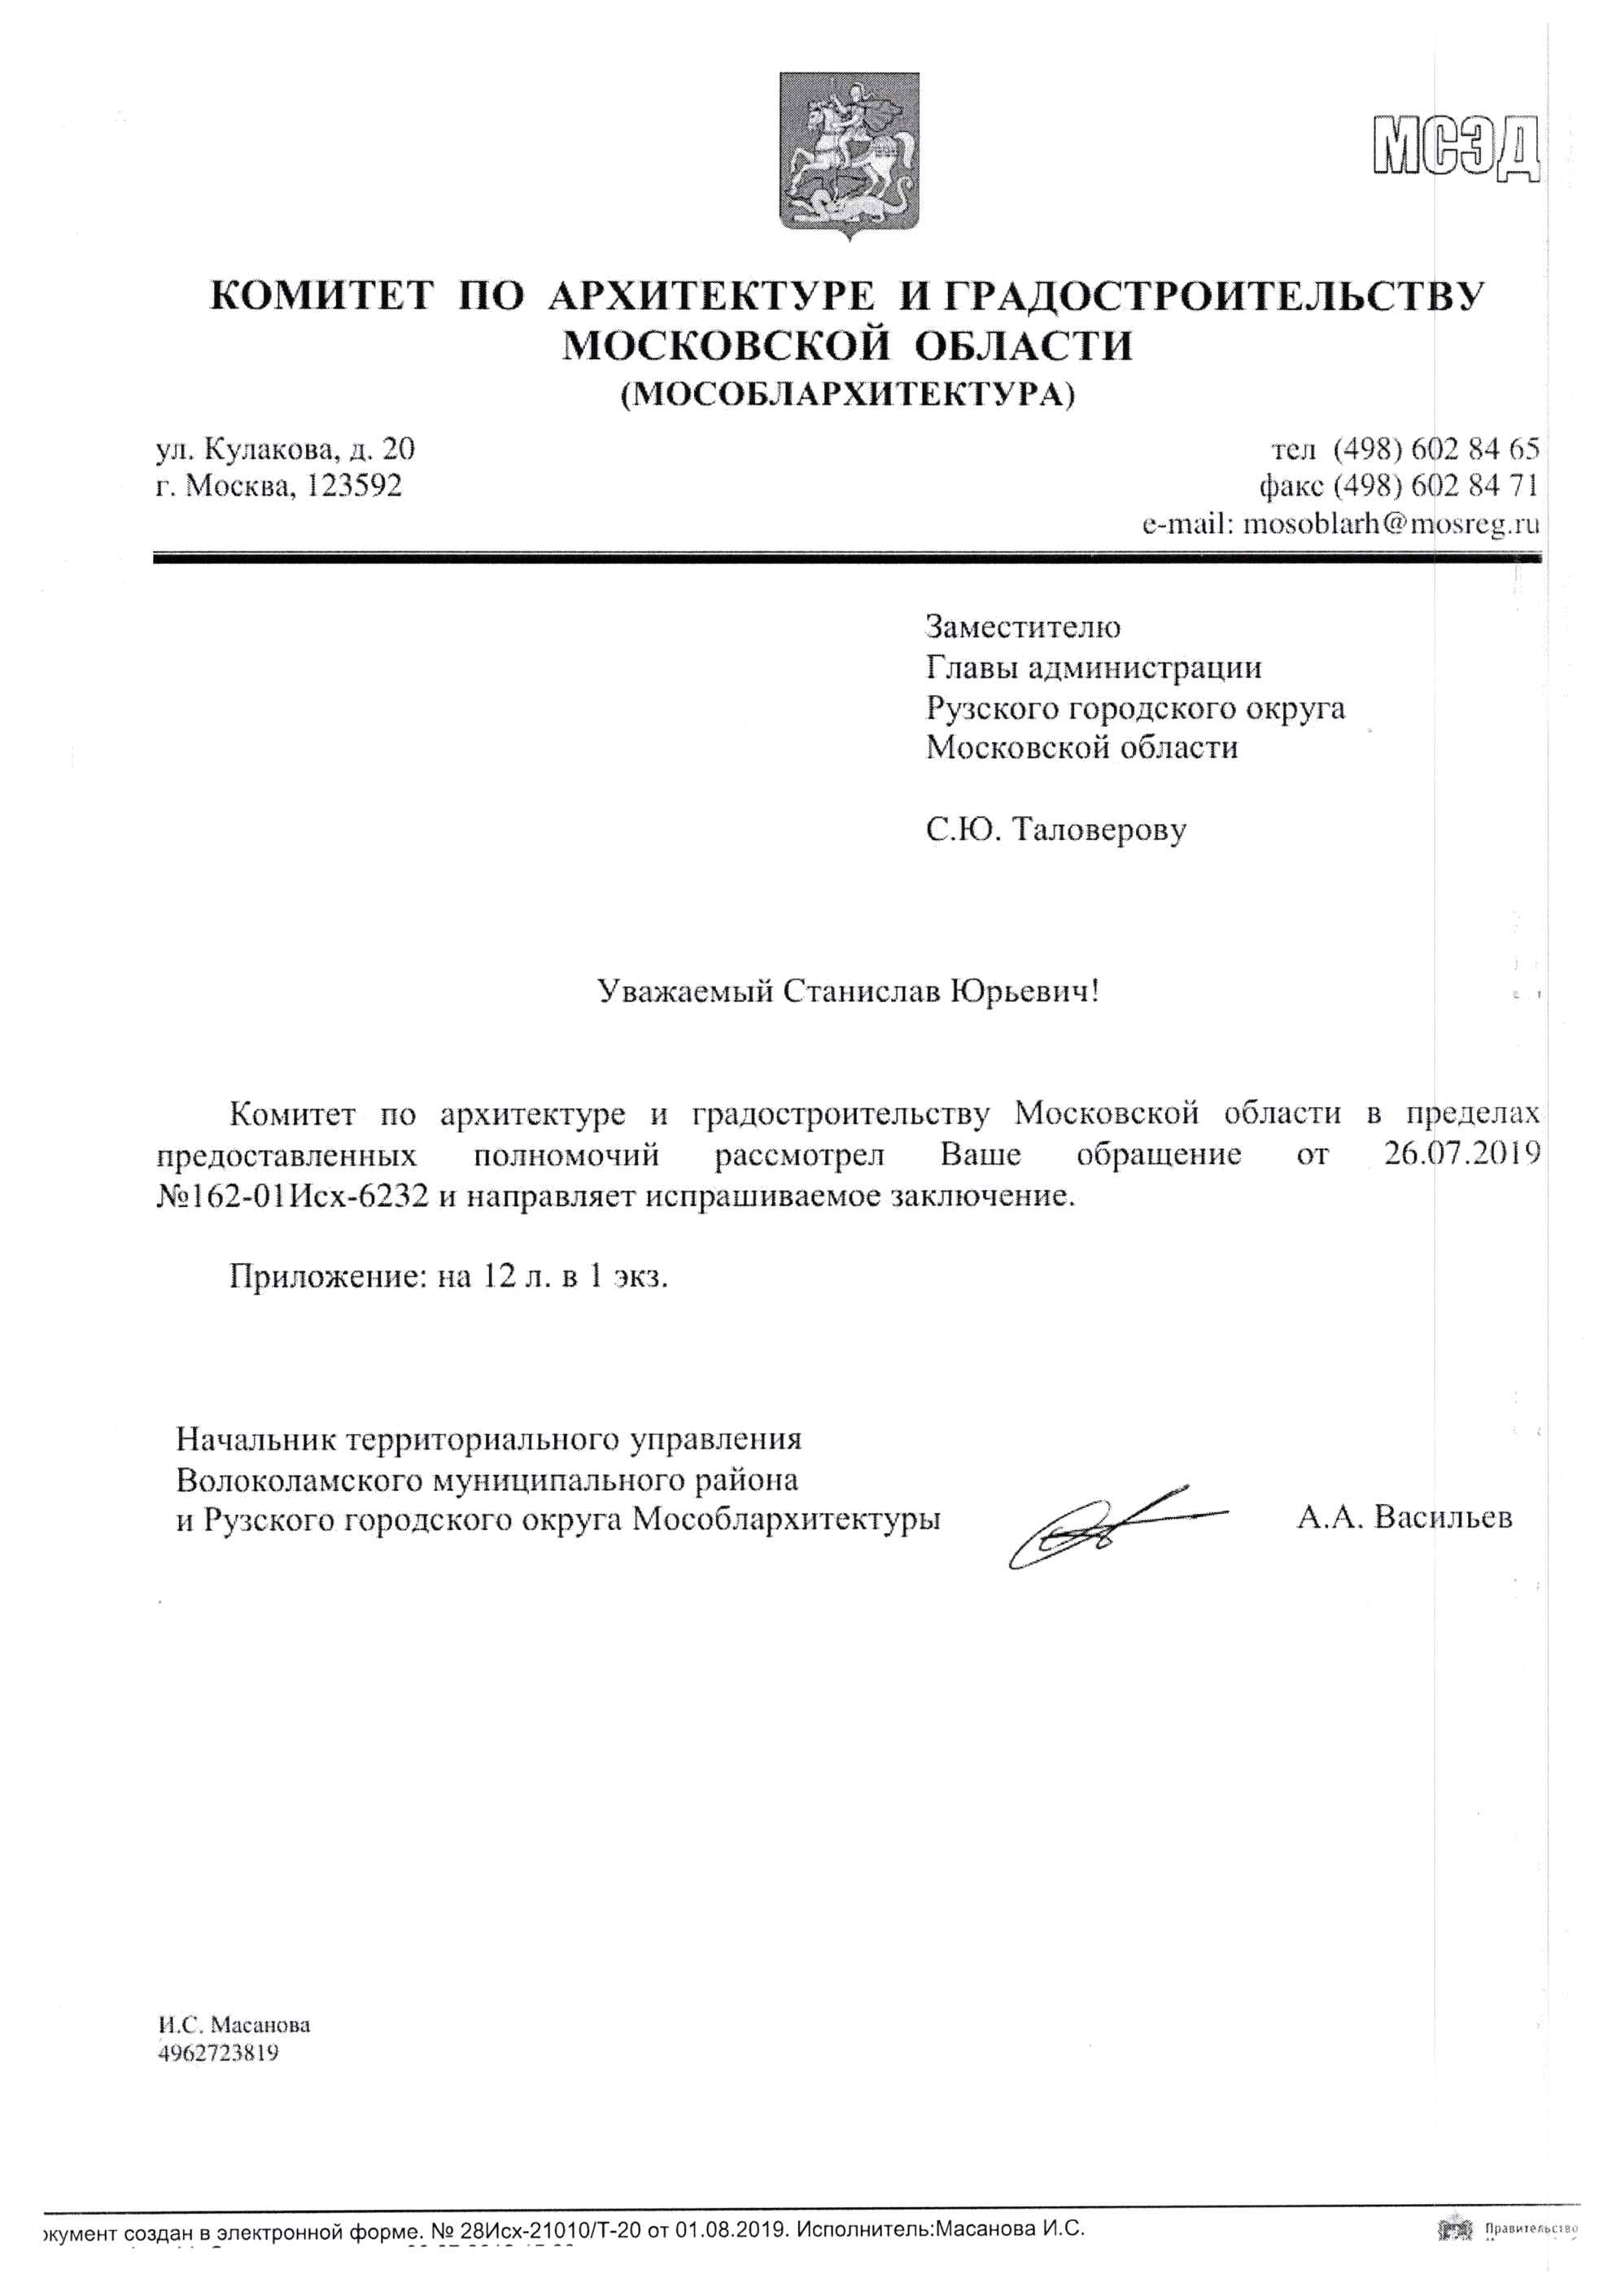 МСЭД
КОМИТЕТ ПО АРХИТЕКТУРЕ И ГРАДОСТРОИТЕЛЬСТВУ
МОСКОВСКОЙ ОБЛАСТИ
(МОСОБЛАРХИТЕКТУРА)
ул. Кулакова, д. 20
г. Москва, 123592
тел (498) 602 84 65
факс (498) 602 84 71
e-mail: mosoblarh@mosreg.ru
Заместителю
Главы администрации
Рузского городского округа
Московской области
С.Ю. Таловерову
Уважаемый Станислав Юрьевич!
Комитет по архитектуре и градостроительству Московской области в пределах
предоставленных полномочий рассмотрел Ваше обращение от 26.07.2019
№162-01Исх-6232 и направляет испрашиваемое заключение.
Приложение: на 12 л. в 1 экз.
Начальник территориального управления
Волоколамского муниципального района
и Рузского городского округа Мособлархитектуры
А.А. Васильев
И.С. Масанова
4962723819
окумент создан в электронной форме. № 28Исх-21010/Т-20 от 01.08.2019. Исполнитель:Масанова И.С.
Правительство